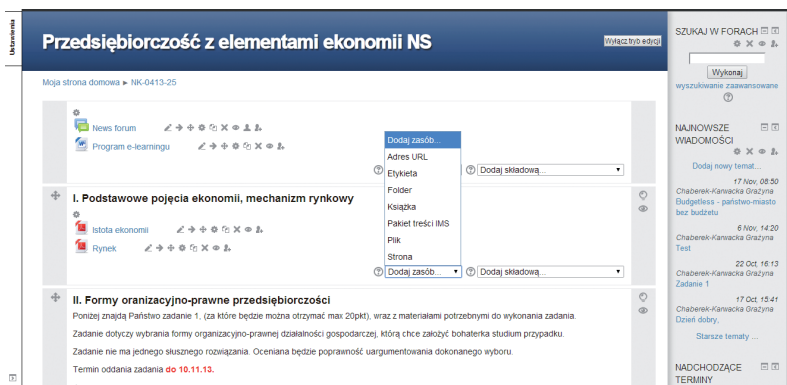 Ustawienia
Przedsiębiorczość z elementami ekonomii NS
Wyłącz tryb edycji
Moja strona domowa ► NK-0413-25
News forum
Program e-learningu
Dodaj składową...
I. Podstawowe pojęcia ekonomii, mechanizm rynkowy
Istota ekonomii
Rynek
Dodaj zasób...
Adres URL
Etykieta
Folder
Książka
Pakiet treści IMS
Plik
Strona
Dodaj zasób... Dodaj składową...
II. Formy oranizacyjno-prawne przedsiębiorczości
Poniżej znajdą Państwo zadanie 1, (za które będzie można otrzymać max 20pkt), wraz z materiałami potrzebnymi do wykonania zadania.
Zadanie dotyczy wybrania formy organizacyjno-prawnej działalności gospodarczej, którą chce założyć bohaterka studium przypadku.
Zadanie nie ma jednego słusznego rozwiązania. Oceniana będzie poprawność uargumentowania dokonanego wyboru.
Termin oddania zadania do 10.11.13.
SZUKAJ W FORACH
Wykonaj
wyszukiwanie zaawansowane
NAJNOWSZE
WIADOMOŚCI
Dodaj nowy temat...
17 Nov, 08:50
Chaberek-Karwacka Grażyna
Budgetless - państwo-miasto
bez budżetu
6 Nov, 14:20
Chaberek-Karwacka Grażyna
Test
22 Oct, 16:13
Chaberek-Karwacka Grażyna
Zadanie 1
17 Oct, 15:41
Chaberek-Karwacka Grażyna
Dzień dobry,
Starsze tematy ...
NADCHODZĄCE
TERMINY